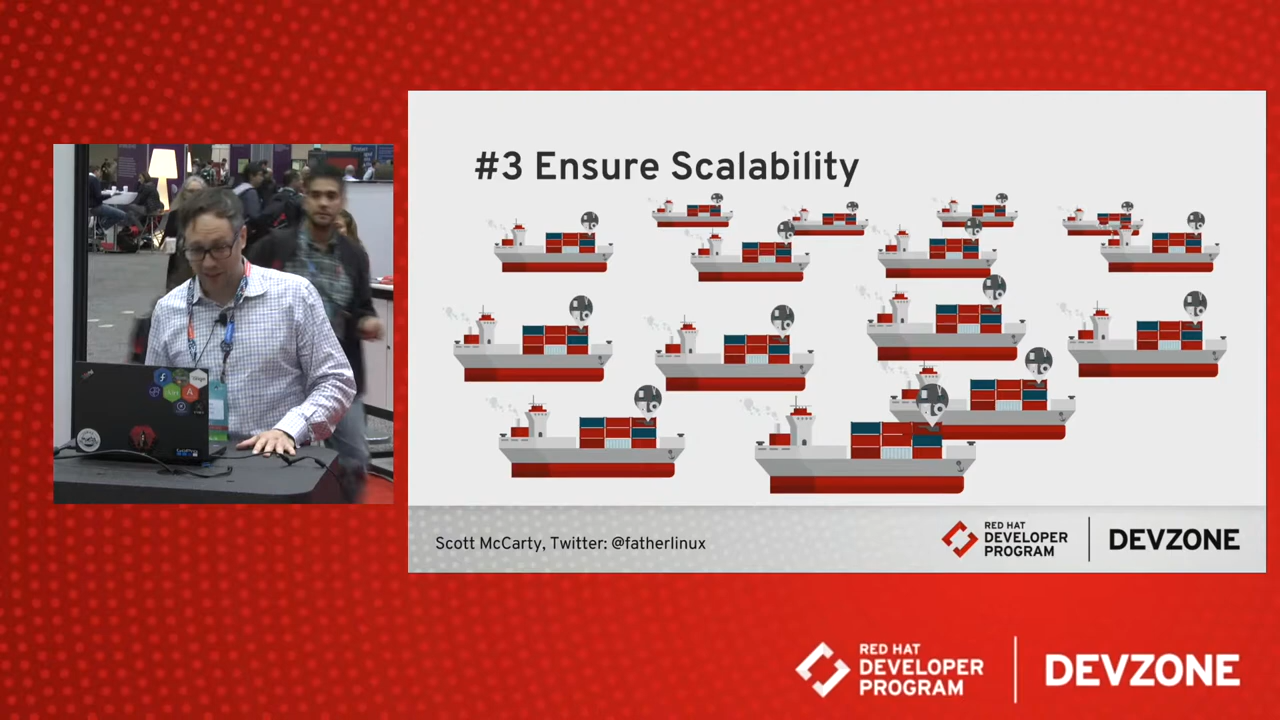 #3 Ensure Scalability
Scott McCarty, Twitter: @fatherlinux
RED HAT
DEVELOPER
PROGRAM
DEVZONE
RED HAT
DEVELOPER
PROGRAM
DEVZONE